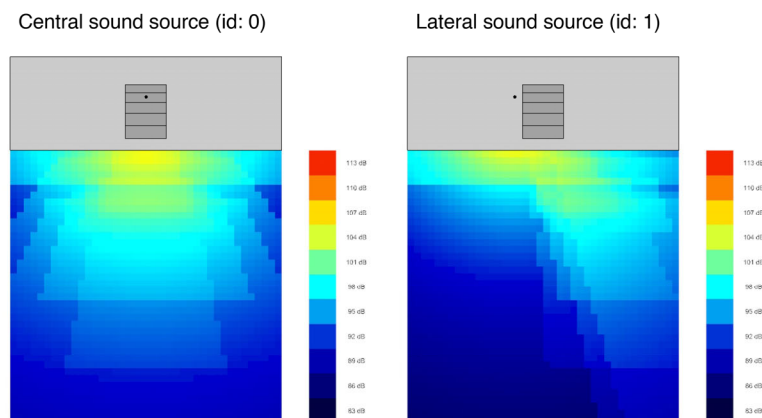 Central sound source (id: 0)
Lateral sound source (id: 1)
113 dB
110 dB
107 dB
104 dB
101 dB
98 dB
95 dB
92 dB
89 dB
86 dB
83 dB
113 dB
110 dB
107 dB
104 dB
101 dB
98 dB
95 dB
92 dB
89 dB
86 dB
83 dB